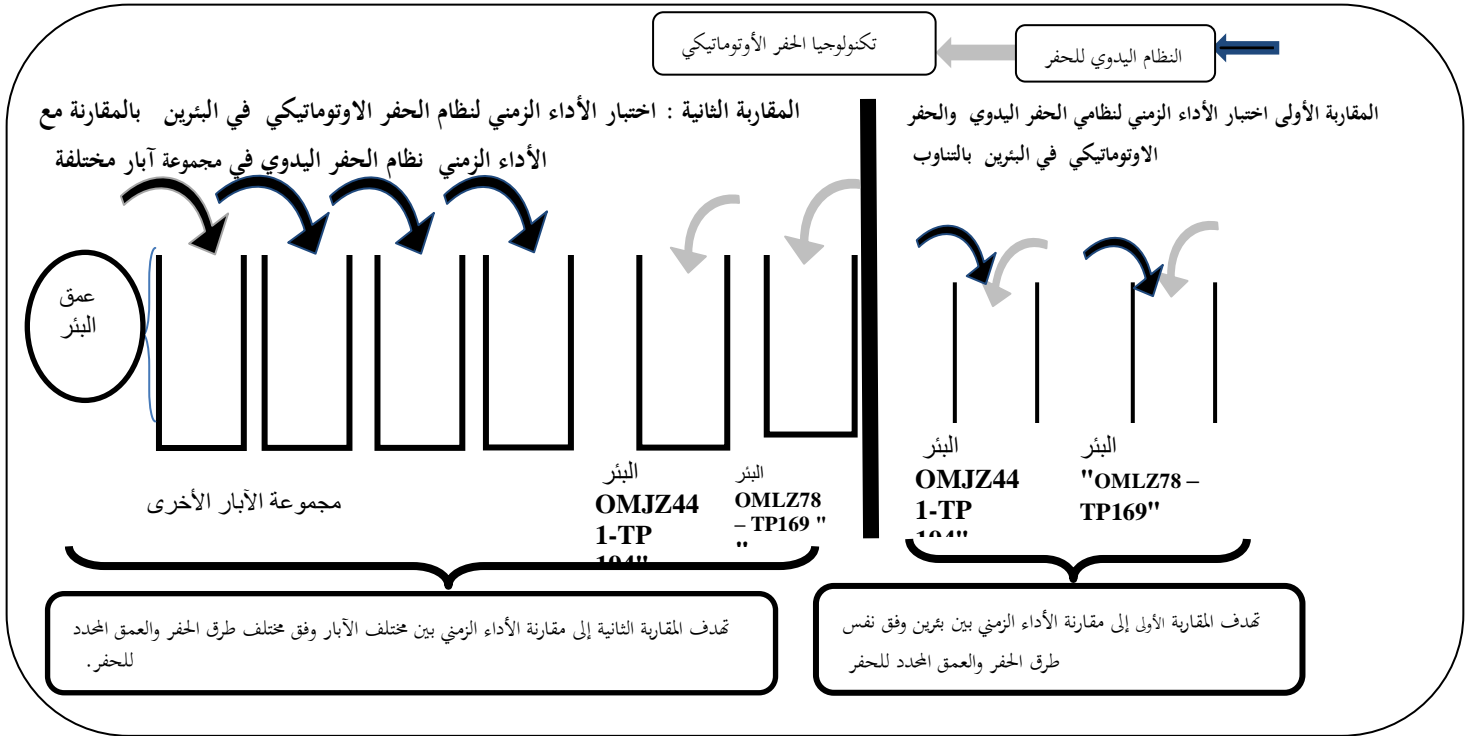 النظام اليدوي للحفر
تكنولوجيا الحفر الأوتوماتيكي
المقاربة الأولى اختبار الأداء الزمني لنظامي الحفر اليدوي والحفر
الاوتوماتيكي في البئرين بالتناوب
البئر
"OMLZ78 –
TP169"
البئر
OMJZ44
1-TP
194"
تهدف المقاربة الأولى إلى مقارنة الأداء الزمني بين بئرين وفق نفس
طرق الحفر والعمق المحدد للحفر
المقاربة الثانية : اختبار الأداء الزمني لنظام الحفر الاوتوماتيكي في البئرين بالمقارنة مع
الأداء الزمني نظام الحفر اليدوي في مجموعة آبار مختلفة
عمق
البئر
البئر
OMLZ78
– TP169 "
"
البئر
OMJZ44
1-TP
194"
مجموعة الآبار الأخرى
تهدف المقاربة الثانية إلى مقارنة الأداء الزمني بين مختلف الآبار وفق مختلف طرق الحفر والعمق المحدد
للحفر.